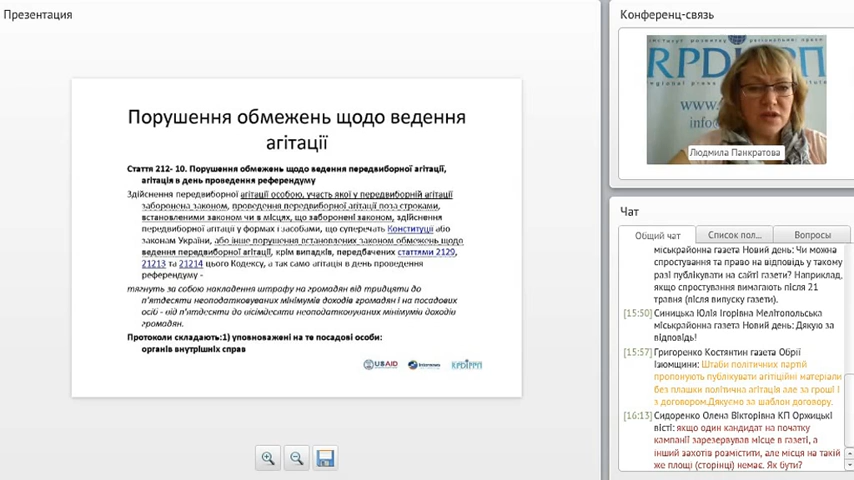 Презентация
Порушення обмежень щодо ведення
агітації
Стаття 212- 10. Порушення обмежень щодо ведення передвиборної агітації,
агітація в день проведення референдуму
Здійснення передвиборної агітації особою, участь якої у передвиборній агітації
заборонена законом, проведення передвиборної агітації поза строками,
встановленими законом чи в місцях, що заборонені законом, здійснення
передвиборної агітації у формах і засобами, що суперечать Конституції або
законам України, або інше порушення встановлених законом обмежень щодо
ведення передвиборної агітації, крім випадків, передбачених статтями 2129,
21213 та 21214 цього Кодексу, а так само агітація в день проведення
референдуму -
тягнуть за собою накладення штрафу на громадян від тридцяти до
п'ятдесяти неоподатковуваних мінімумів доходів громадян і на посадових
осіб - від п'ятдесяти до вісімдесяти неоподатковуваних мінімумів доходів
громадян.
Протоколи складають:1) уповноважені на те посадові особи:
органів внутрішніх справ
USAID
Internews
Конференц-связь
RPDІ
www.
info
Людмила Панкратова
Чат
Общий чат
Список пол...
Вопросы
міськрайонна газета Новий день: Чи можна
спростування та право на відповідь у такому
разі публікувати на сайті газети? Наприклад,
якщо спростування вимагають після 21
травня (після випуску газети).
[15:50] Синицька Юлія Ігорівна Мелітопольська
міськрайонна газета Новий день: Дякую за
відповідь!
[15:57] Григоренко Костянтин газета Обрії
Ізюмщини: Штаби політичних партій
пропонують публікувати агітіційні матеріали
без плашки політична агітація але за гроші і
з договором.Дякуємо за шаблон договору.
[16:13] Сидоренко Олена Вікторівна КП Оржицькі
вісті: якщо один кандидат на початку
кампанії зарезервував місце в газеті, а
інший захотів розмістити, але місця на такій
же площі (сторінці) немає. Як бути?